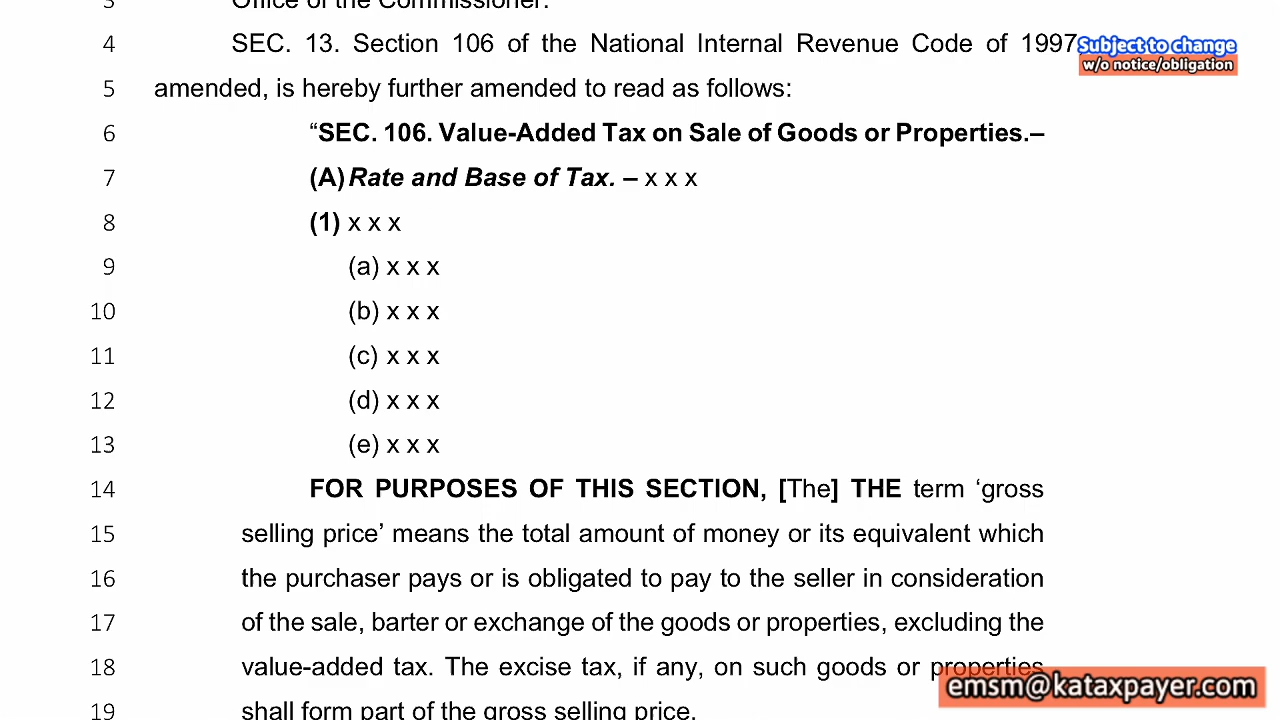 3 Office of the Commissioner.
4 SEC. 13. Section 106 of the National Internal Revenue Code of 1997
Subject to change
w/o notice/obligation
5 amended, is hereby further amended to read as follows:
6 “SEC. 106. Value-Added Tax on Sale of Goods or Properties.–
7 (A) Rate and Base of Tax. – x x x
8 (1) x x x
9 (a) x x x
10 (b) x x x
11 (c) x x x
12 (d) x x x
13 (e) x x x
14 FOR PURPOSES OF THIS SECTION, [The] THE term ‘gross
15 selling price’ means the total amount of money or its equivalent which
16 the purchaser pays or is obligated to pay to the seller in consideration
17 of the sale, barter or exchange of the goods or properties, excluding the
18 value-added tax. The excise tax, if any, on such goods or properties
19 shall form part of the gross selling price.
emsm@kataxpayer.com